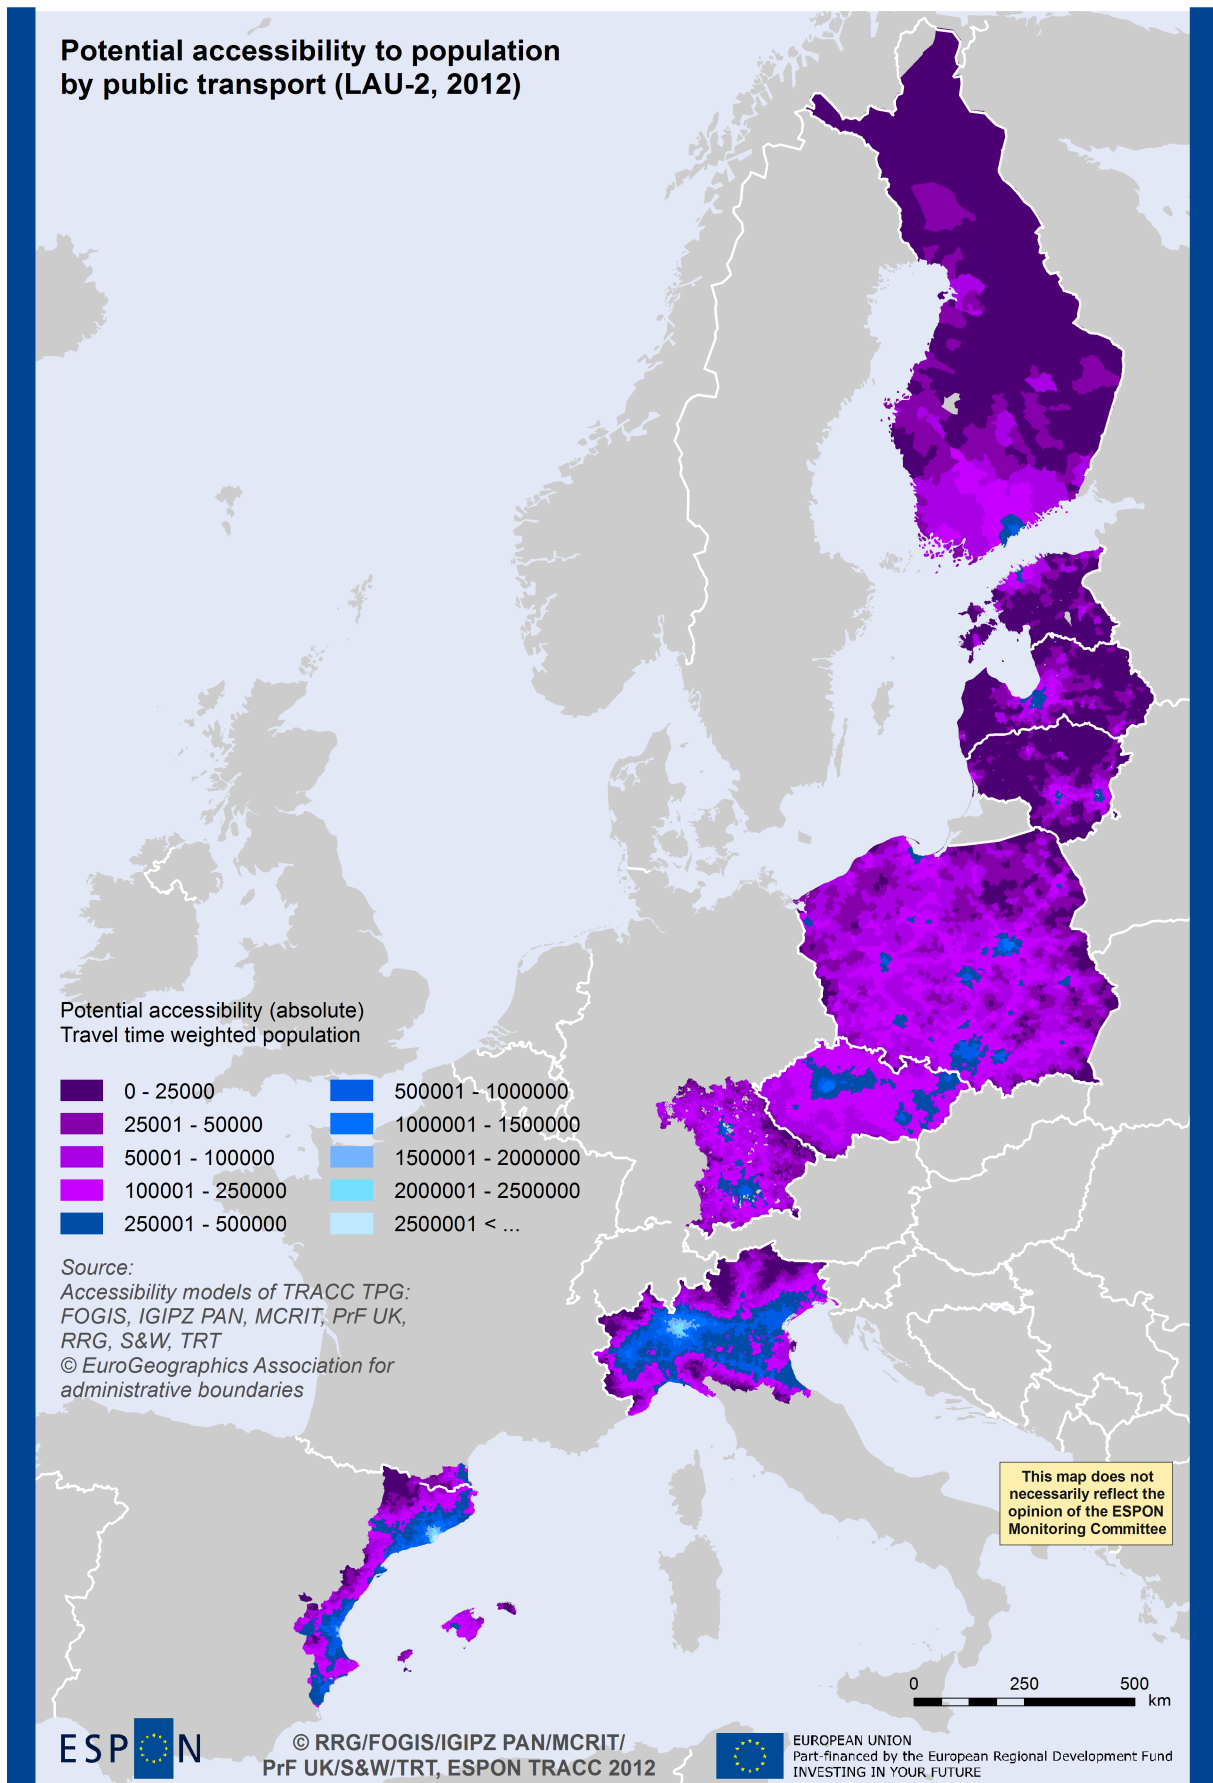 Potential accessibility to population
by public transport (LAU-2, 2012)
Potential accessibility (absolute)
Travel time weighted population
0 - 25000
25001 - 50000
50001 - 100000
100001 - 250000
250001 - 500000
500001 - 1000000
1000001 - 1500000
1500001 - 2000000
2000001 - 2500000
2500001 < ...
Source:
Accessibility models of TRACC TPG:
FOGIS, IGIPZ PAN, MCRIT, PrF UK,
RRG, S&W, TRT
© EuroGeographics Association for
administrative boundaries
This map does not
necessarily reflect the
opinion of the ESPON
Monitoring Committee
0 250 500
km
ESPON
© RRG/FOGIS/IGIPZ PAN/MCRIT/
PrF UK/S&W/TRT, ESPON TRACC 2012
EUROPEAN UNION
Part-financed by the European Regional Development Fund
INVESTING IN YOUR FUTURE